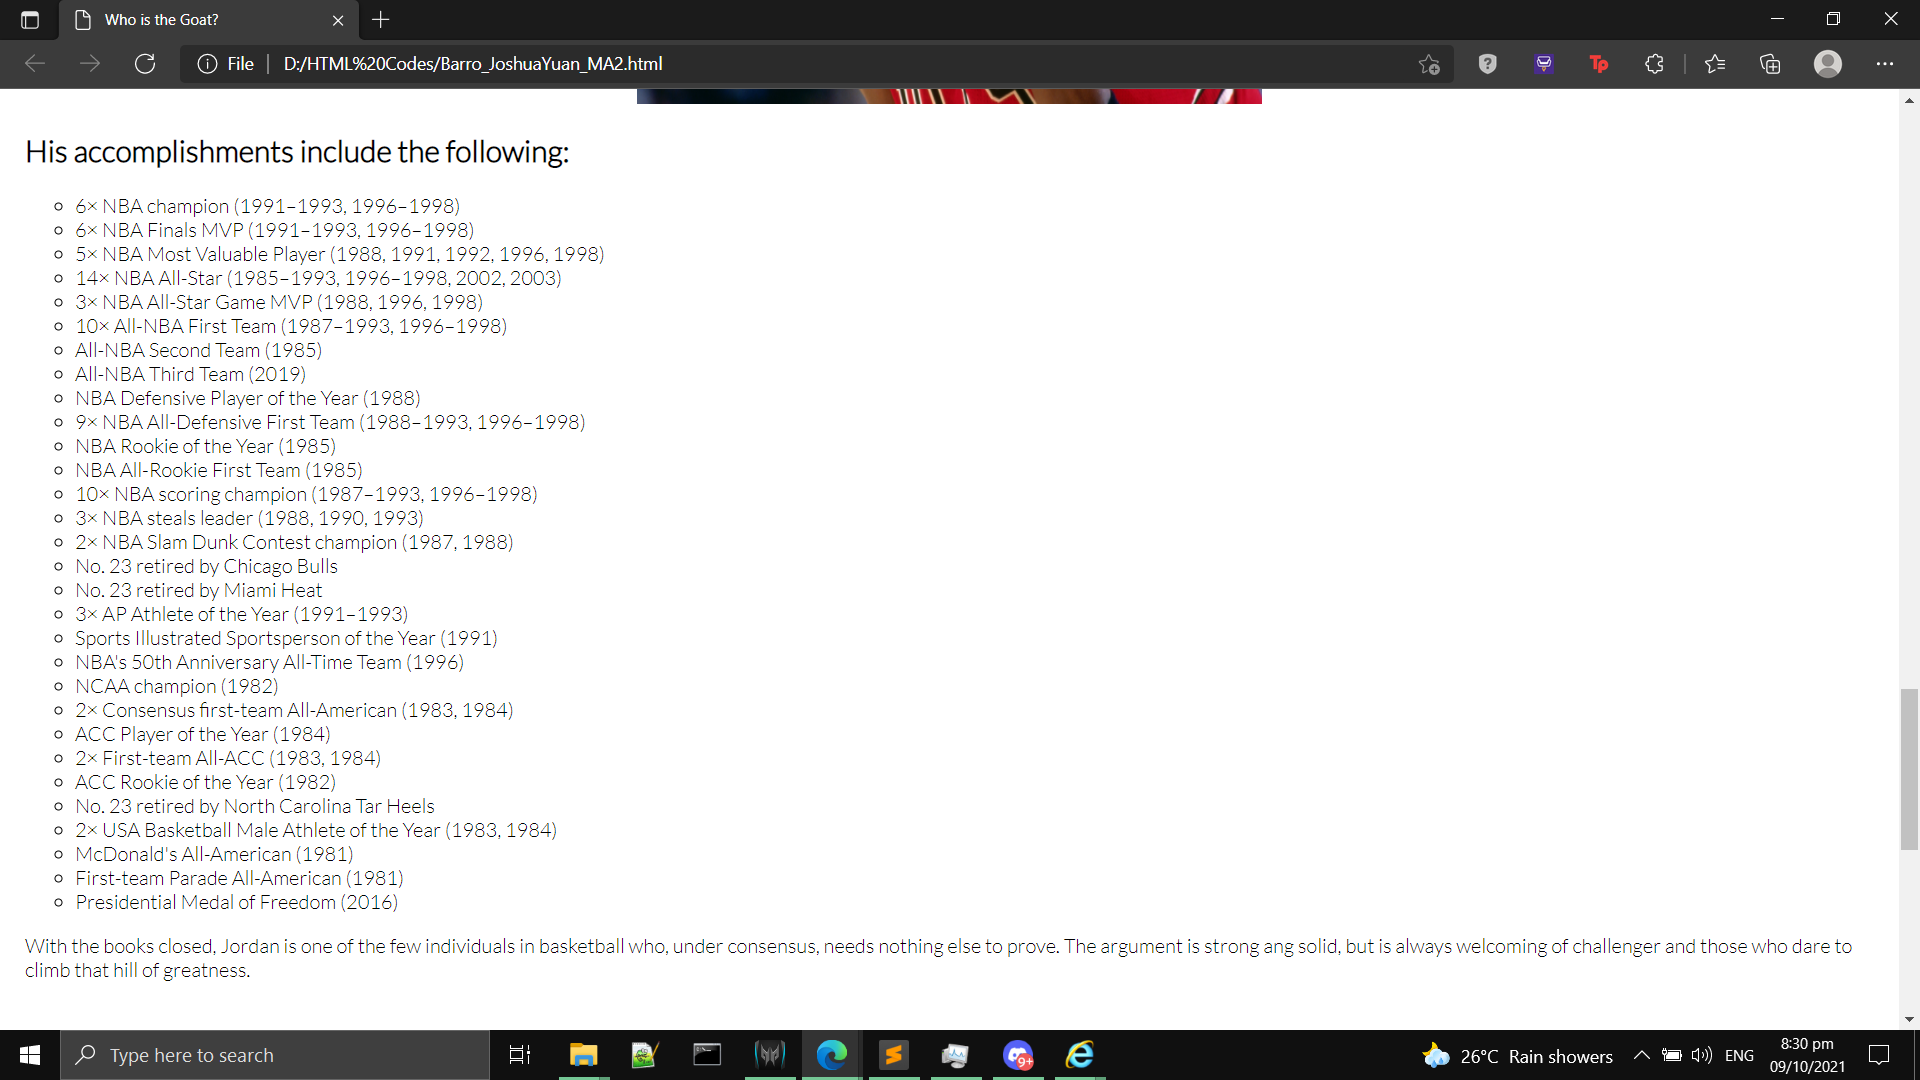 Who is the Goat?
File
D:/HTML%20Codes/Barro_JoshuaYuan_MA2.html
His accomplishments include the following:
6× NBA champion (1991–1993, 1996–1998)
6× NBA Finals MVP (1991–1993, 1996–1998)
5× NBA Most Valuable Player (1988, 1991, 1992, 1996, 1998)
14× NBA All-Star (1985–1993, 1996–1998, 2002, 2003)
3× NBA All-Star Game MVP (1988, 1996, 1998)
10× All-NBA First Team (1987–1993, 1996–1998)
All-NBA Second Team (1985)
All-NBA Third Team (2019)
NBA Defensive Player of the Year (1988)
9× NBA All-Defensive First Team (1988–1993, 1996–1998)
NBA Rookie of the Year (1985)
NBA All-Rookie First Team (1985)
10× NBA scoring champion (1987–1993, 1996–1998)
3× NBA steals leader (1988, 1990, 1993)
2× NBA Slam Dunk Contest champion (1987, 1988)
No. 23 retired by Chicago Bulls
No. 23 retired by Miami Heat
3× AP Athlete of the Year (1991–1993)
Sports Illustrated Sportsperson of the Year (1991)
NBA's 50th Anniversary All-Time Team (1996)
NCAA champion (1982)
2× Consensus first-team All-American (1983, 1984)
ACC Player of the Year (1984)
2× First-team All-ACC (1983, 1984)
ACC Rookie of the Year (1982)
No. 23 retired by North Carolina Tar Heels
2× USA Basketball Male Athlete of the Year (1983, 1984)
McDonald's All-American (1981)
First-team Parade All-American (1981)
Presidential Medal of Freedom (2016)
With the books closed, Jordan is one of the few individuals in basketball who, under consensus, needs nothing else to prove. The argument is strong ang solid, but is always welcoming of challenger and those who dare to
climb that hill of greatness.
Type here to search
9+
26°C Rain showers
ENG
8:30 pm
09/10/2021